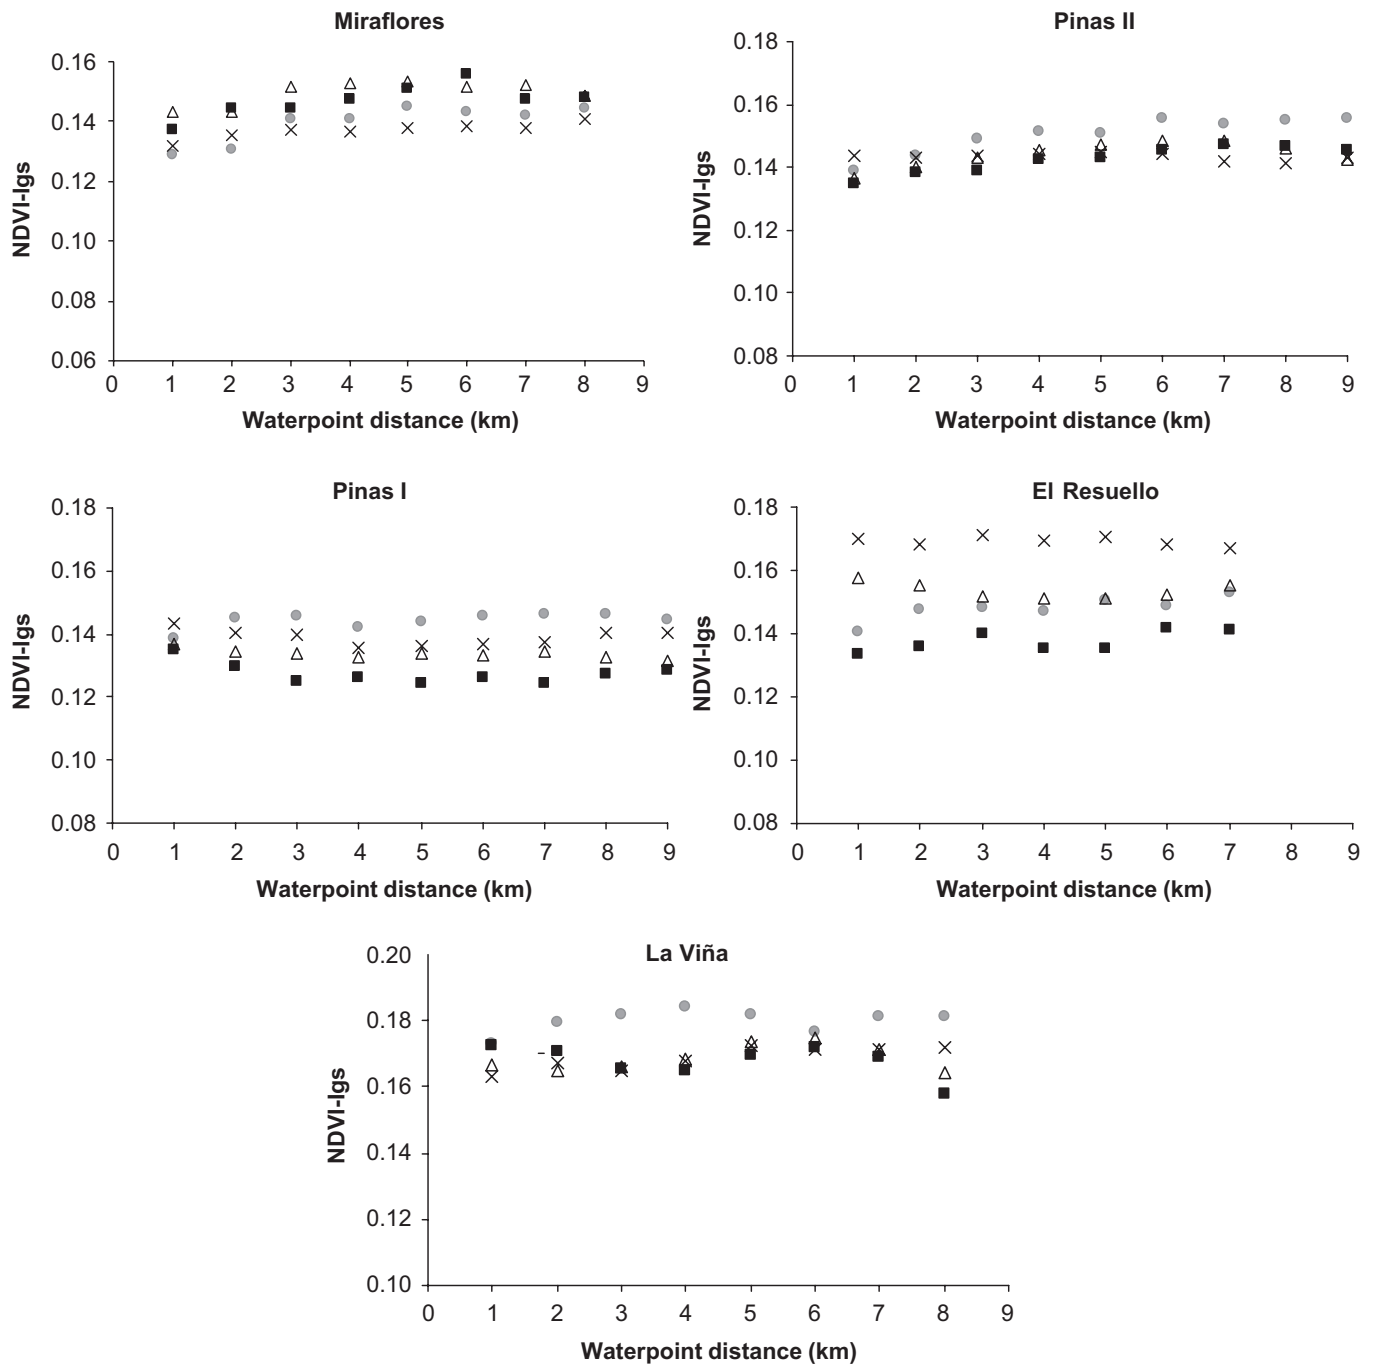 Miraflores
0.16
0.14
0.12
0.10
0.08
0.06
NDVI-Igs
0 1 2 3 4 5 6 7 8 9
Waterpoint distance (km)
Pinas II
0.18
0.16
0.14
0.12
0.10
0.08
NDVI-Igs
0 1 2 3 4 5 6 7 8 9
Waterpoint distance (km)
Pinas I
0.18
0.16
0.14
0.12
0.10
0.08
NDVI-Igs
0 1 2 3 4 5 6 7 8 9
Waterpoint distance (km)
El Resuello
0.18
0.16
0.14
0.12
0.10
0.08
NDVI-Igs
0 1 2 3 4 5 6 7 8 9
Waterpoint distance (km)
La Viña
0.20
0.18
0.16
0.14
0.12
0.10
NDVI-Igs
0 1 2 3 4 5 6 7 8 9
Waterpoint distance (km)